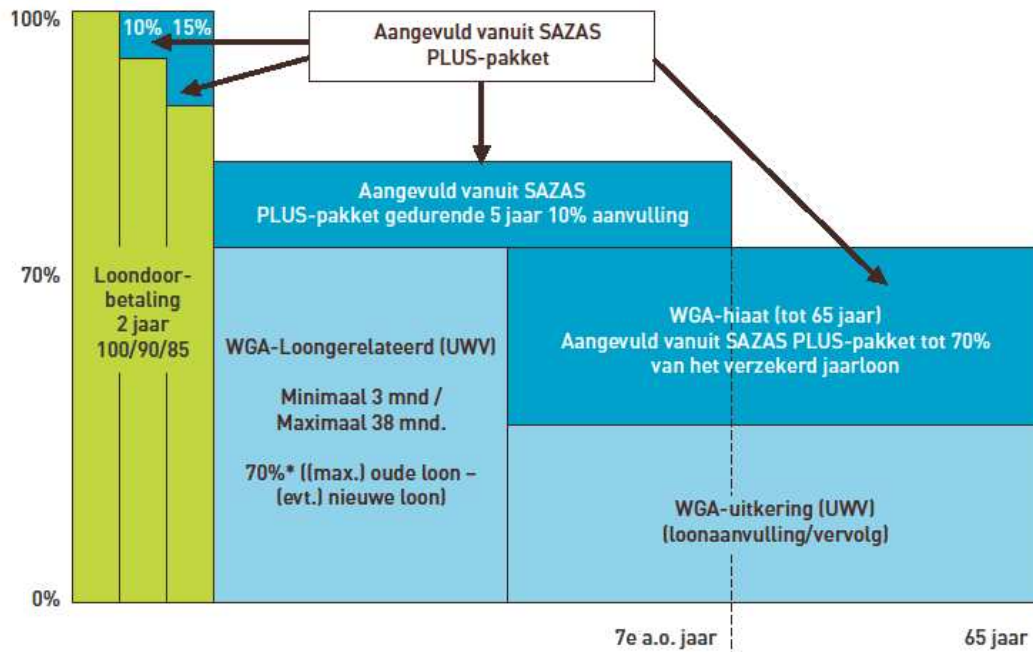 100%
10% 15%
Aangevuld vanuit SAZAS
PLUS-pakket
Aangevuld vanuit SAZAS
PLUS-pakket gedurende 5 jaar 10% aanvulling
70%
Loondoor-
betaling
2 jaar
100/90/85
WGA-Loongerelateerd (UWV)
Minimaal 3 mnd /
Maximaal 38 mnd.
70%* ((max.) oude loon –
(evt.) nieuwe loon)
WGA-hiaat (tot 65 jaar)
Aangevuld vanuit SAZAS PLUS-pakket tot 70%
van het verzekerd jaarloon
WGA-uitkering (UWV)
(loonaanvulling/vervolg)
0%
7e a.o. jaar
65 jaar